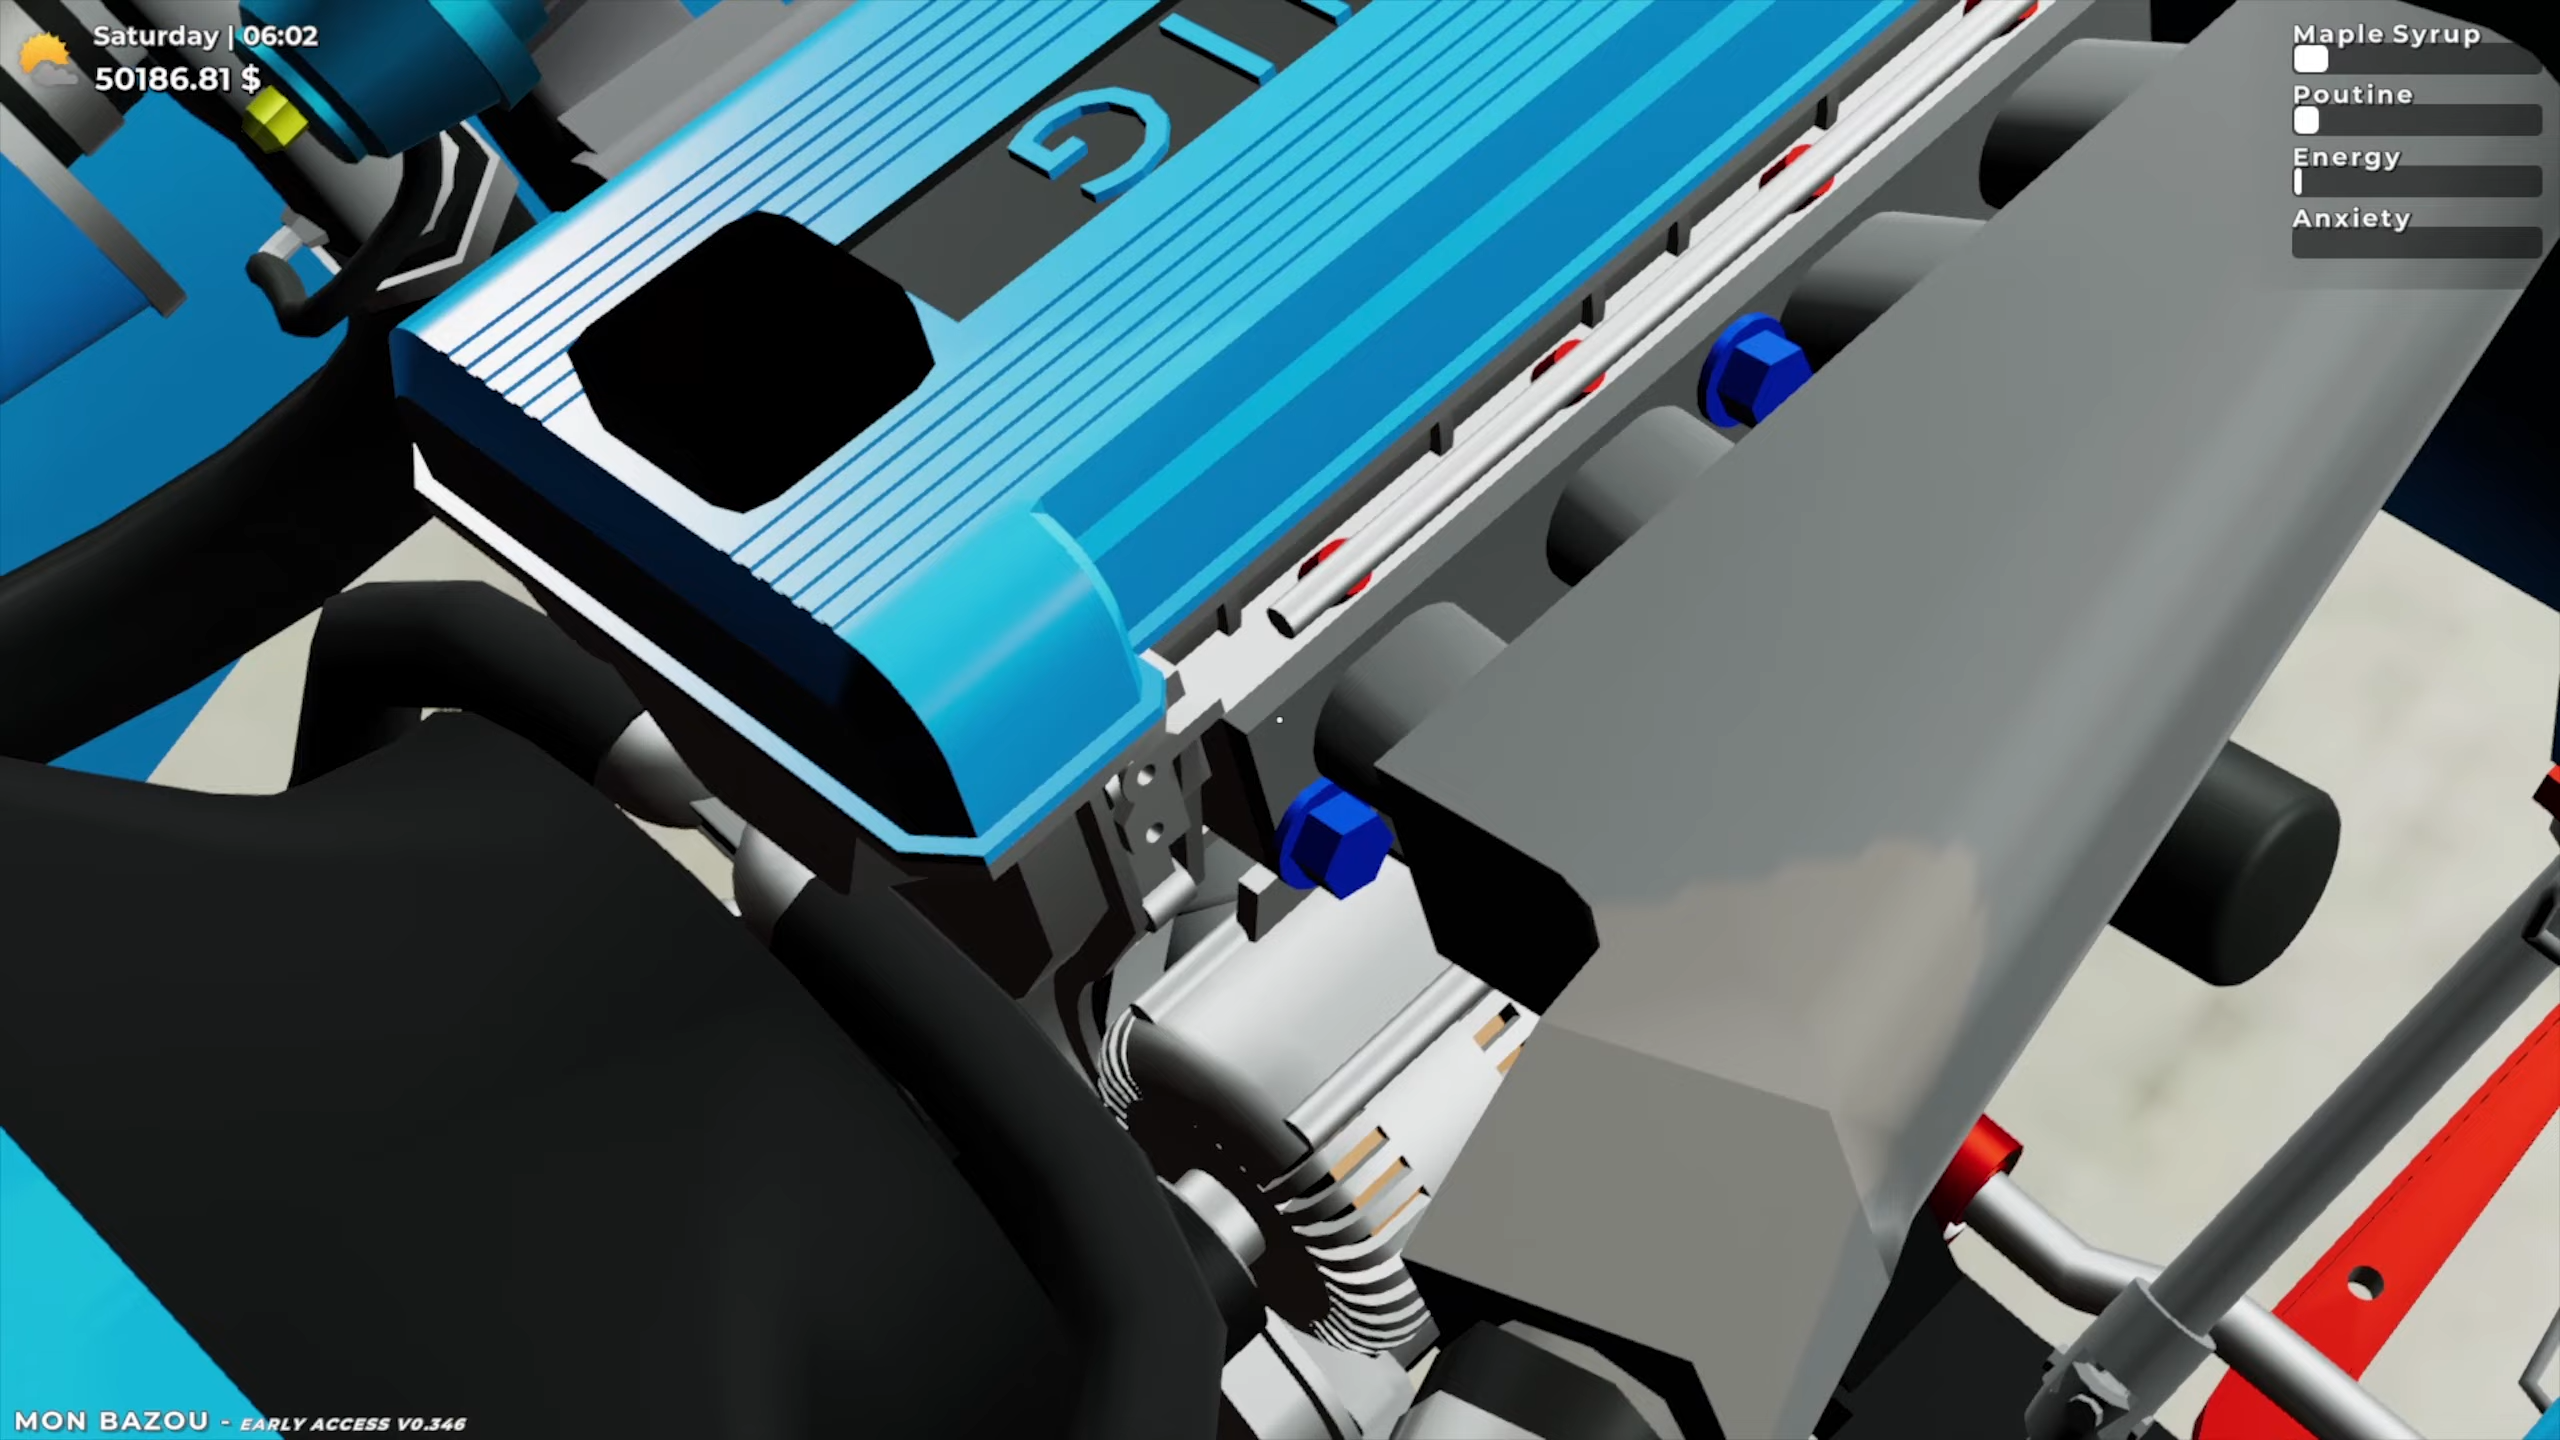 Saturday | 06:02
50186.81 $
Maple Syrup
Poutine
Energy
Anxiety
MON BAZOU - EARLY ACCESS V0.346